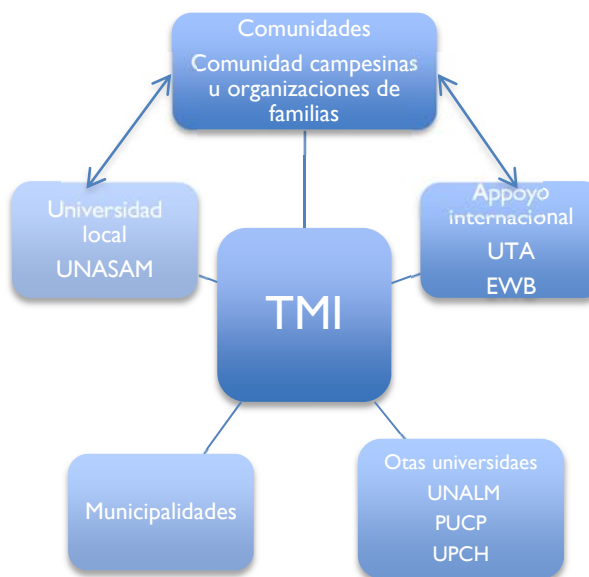 Comunidades
Comunidad campesinas
u organizaciones de
familias
Universidad
local
UNASAM
Appoyo
internacional
UTA
EWB
TMI
Municipalidades
Otas universidaes
UNALM
PUCP
UPCH